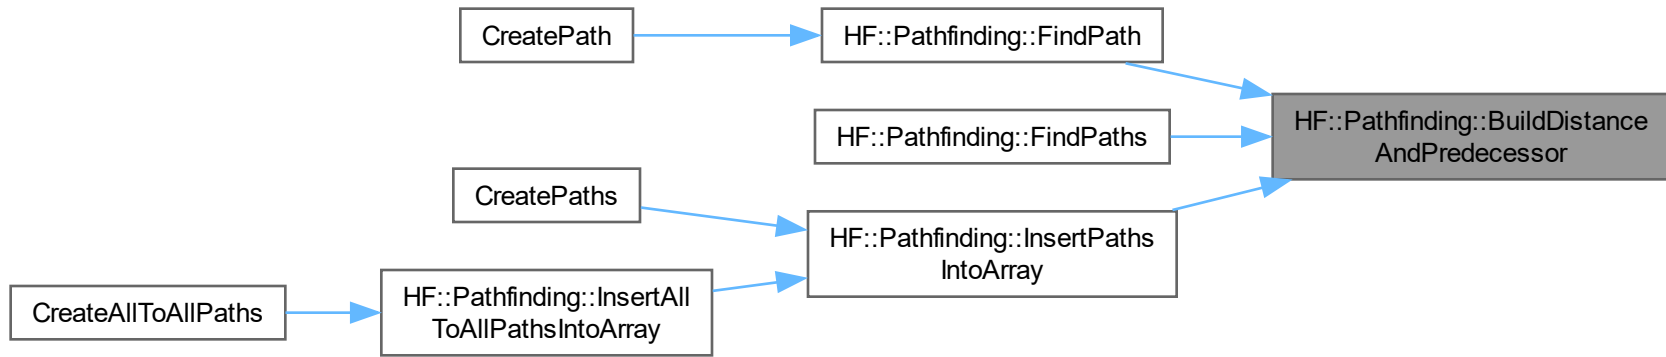 CreatePath
HF::Pathfinding::FindPath
HF::Pathfinding::BuildDistance
AndPredecessor
HF::Pathfinding::FindPaths
CreatePaths
HF::Pathfinding::InsertPaths
IntoArray
HF::Pathfinding::InsertAll
ToAllPathsIntoArray
CreateAllToAllPaths